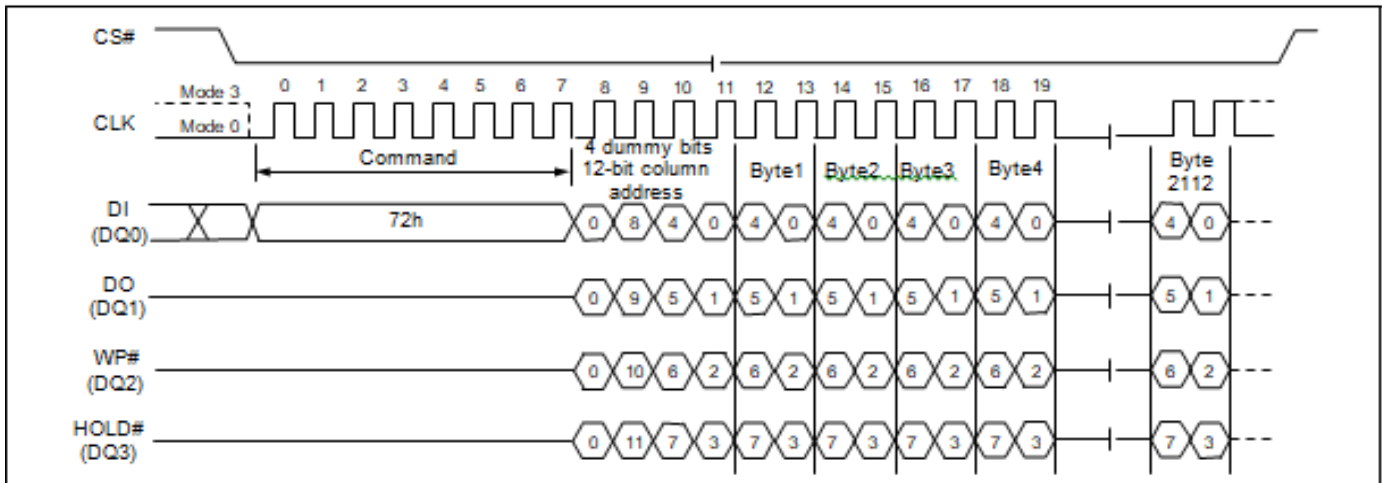 CS#
Mode 3 0 1 2 3 4 5 6 7 8 9 10 11 12 13 14 15 16 17 18 19
CLK
Mode 0
Command
4 dummy bits
12-bit column
address
Byte1 Byte2 Byte3 Byte4
Byte
2112
DI
(DQ0)
72h 0 8 4 0 4 0 4 0 4 0 4 0 4 0
DO
(DQ1)
0 9 5 1 5 1 5 1 5 1 5 1 5 1
WP#
(DQ2)
0 10 6 2 6 2 6 2 6 2 6 2 6 2
HOLD#
(DQ3)
0 11 7 3 7 3 7 3 7 3 7 3 7 3